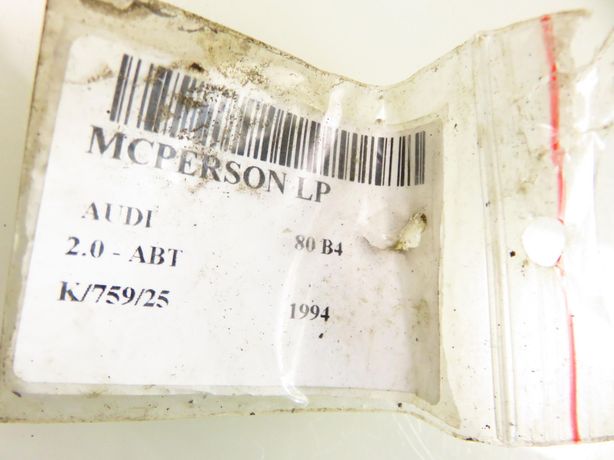 MCPERSON LP
AUDI
80 B4
2.0 - ABT
K/759/25
1994